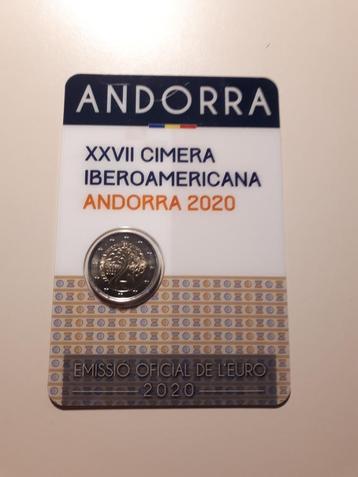 ANDORRA
XXVII CIMERA
IBEROAMERICANA
ANDORRA 2020
EMISSIÓ OFICIAL DE L'EURO
2020